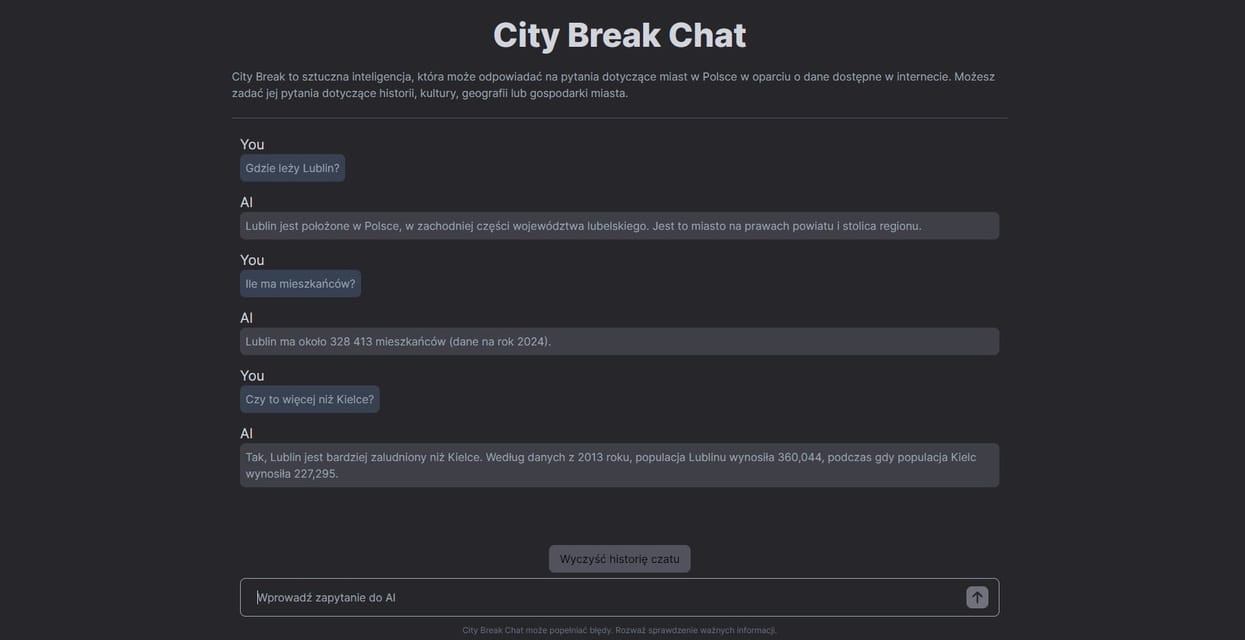 City Break Chat
City Break to sztuczna inteligencja, która może odpowiadać na pytania dotyczące miast w Polsce w oparciu o dane dostępne w internecie. Możesz
zadać jej pytania dotyczące historii, kultury, geografii lub gospodarki miasta.
You
Gdzie leży Lublin?
AI
Lublin jest położone w Polsce, w zachodniej części województwa lubelskiego. Jest to miasto na prawach powiatu i stolica regionu.
You
Ile ma mieszkańców?
AI
Lublin ma około 328 413 mieszkańców (dane na rok 2024).
You
Czy to więcej niż Kielce?
AI
Tak, Lublin jest bardziej zaludniony niż Kielce. Według danych z 2013 roku, populacja Lublinu wynosiła 360,044, podczas gdy populacja Kielc
wynosiła 227,295.
Wyczyść historię czatu
Wprowadź zapytanie do AI
City Break Chat może popełniać błędy. Rozważ sprawdzenie ważnych informacji.